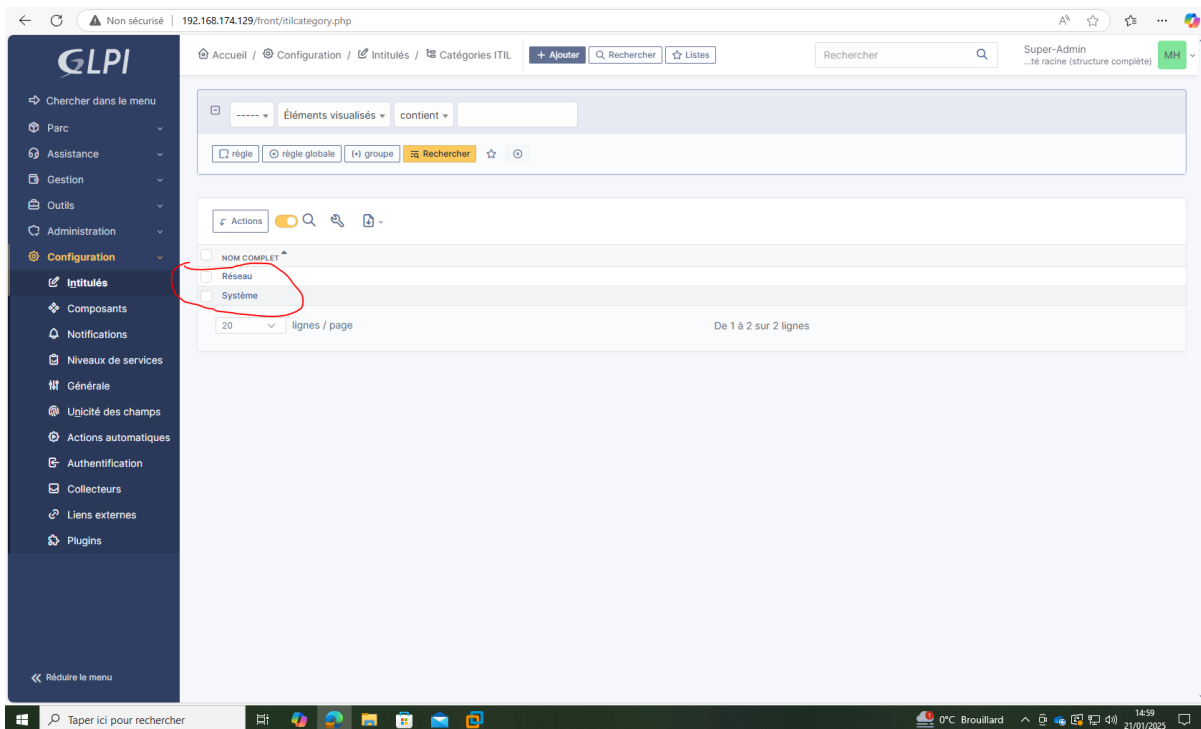 Non sécurisé | 192.168.174.129/front/itilcategory.php
GLPI
Accueil / Configuration / Intitulés / Catégories ITIL
+ Ajouter
Rechercher
Listes
Rechercher
Super-Admin
...té racine (structure complète)
MH
Chercher dans le menu
Parc
Assistance
Gestion
Outils
Administration
Configuration
Intitulés
Composants
Notifications
Niveaux de services
Générale
Unicité des champs
Actions automatiques
Authentification
Collecteurs
Liens externes
Plugins
Réduire le menu
----- Éléments visualisés contient
règle règle globale (+) groupe Rechercher
Actions
NOM COMPLET
Réseau
Système
20 lignes / page De 1 à 2 sur 2 lignes
Taper ici pour rechercher
0°C Brouillard
14:59
21/01/2025